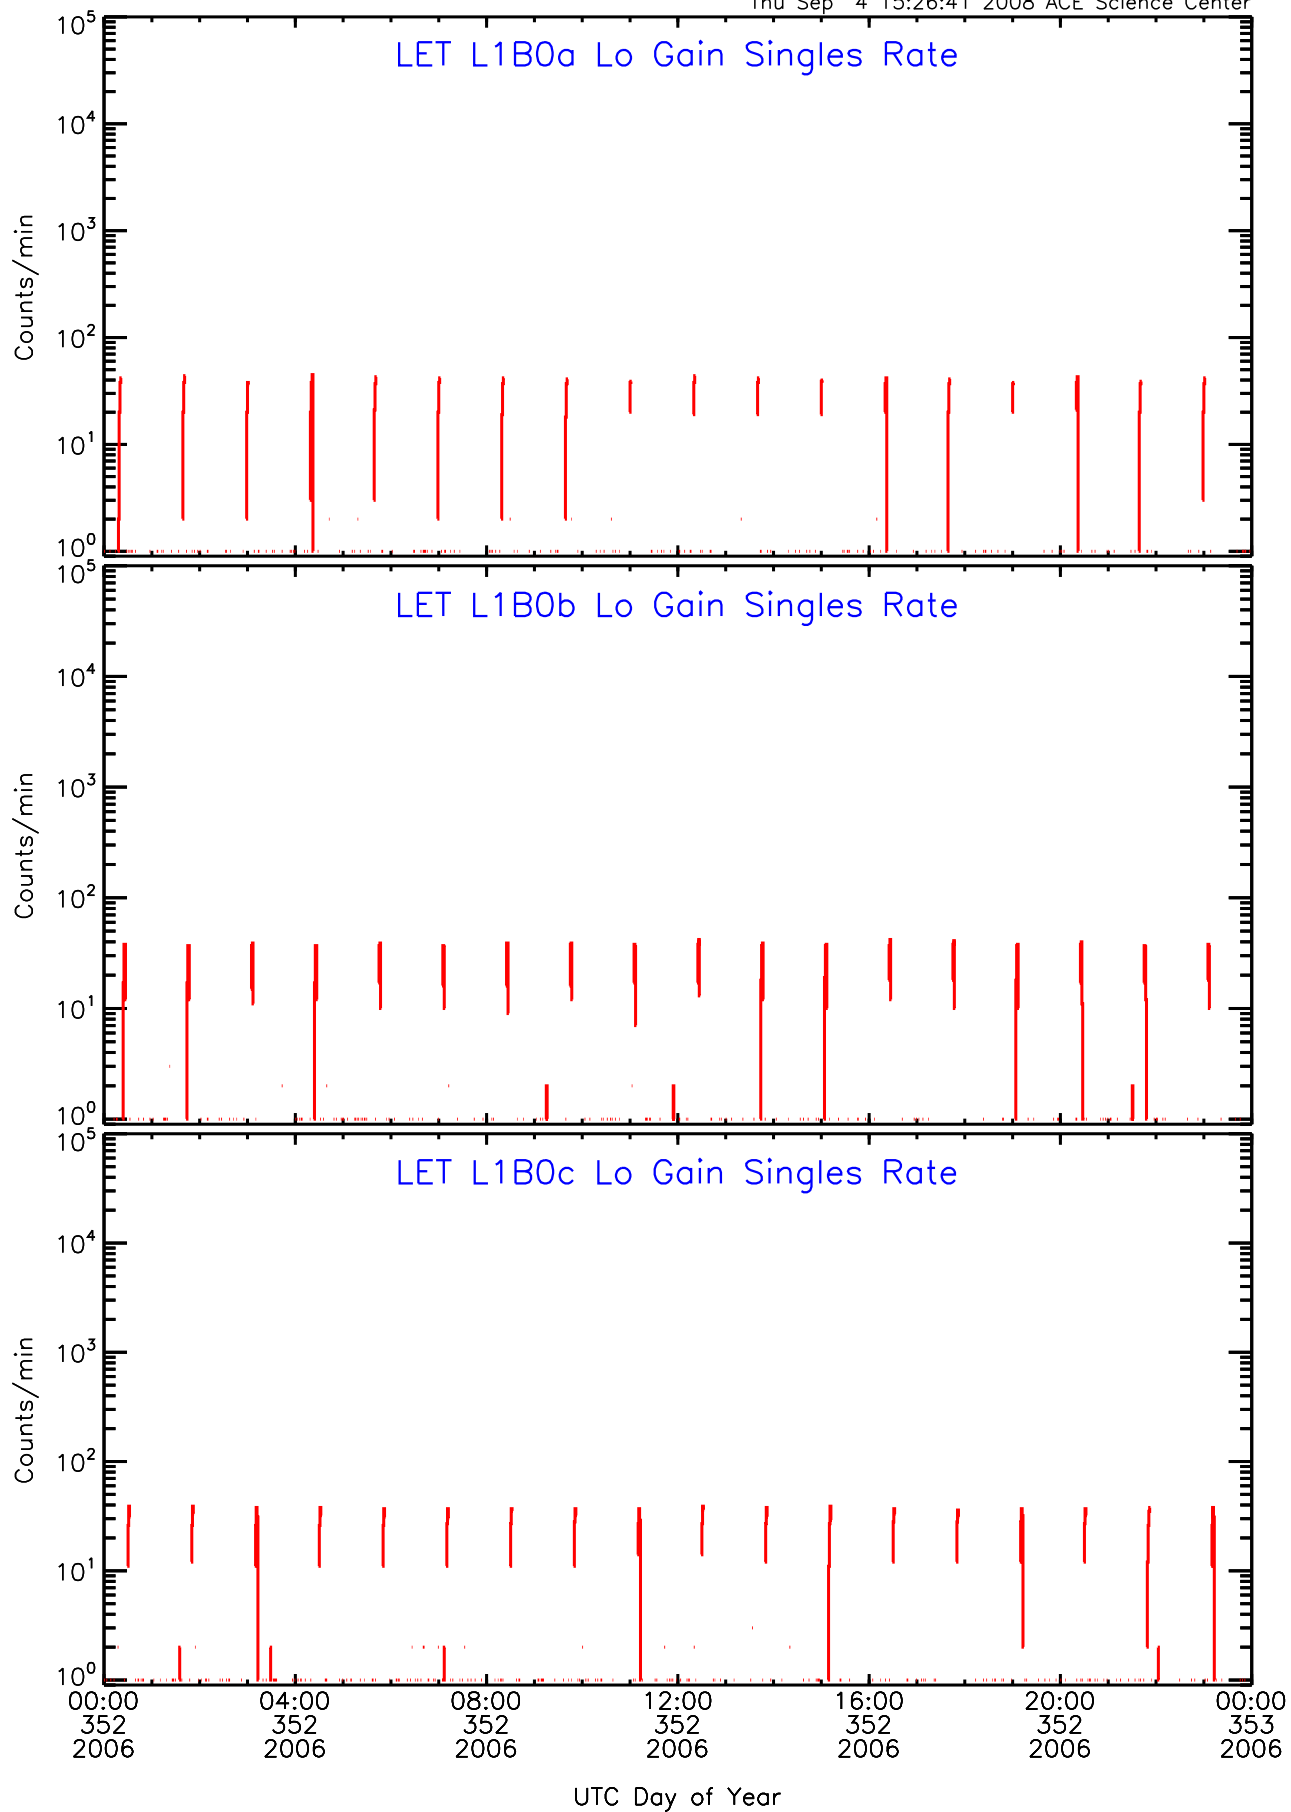 Thu Sep 4 15:26:41 2008 ACE Science Center
LET L1B0a Lo Gain Singles Rate
10^5
10^4
10^3
10^2
10^1
10^0
Counts/min
LET L1B0b Lo Gain Singles Rate
10^5
10^4
10^3
10^2
10^1
10^0
Counts/min
LET L1B0c Lo Gain Singles Rate
10^5
10^4
10^3
10^2
10^1
10^0
Counts/min
00:00 04:00 08:00 12:00 16:00 20:00 00:00
352 352 352 352 352 352 353
2006 2006 2006 2006 2006 2006 2006
UTC Day of Year